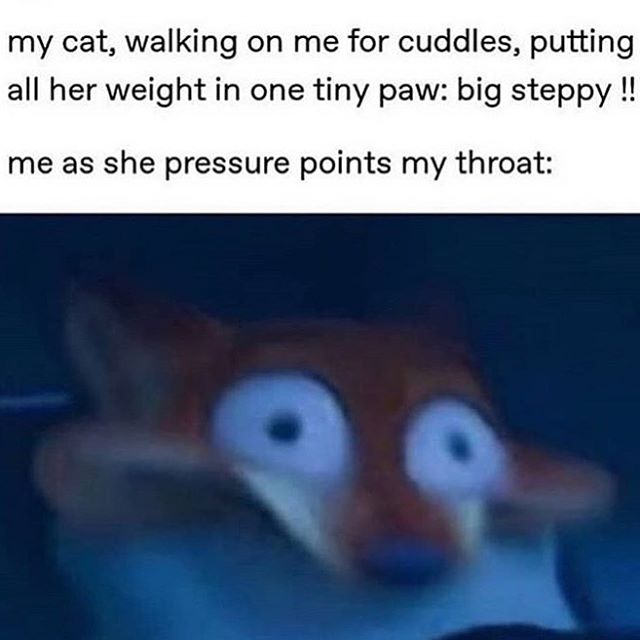 my cat, walking on me for cuddles, putting
all her weight in one tiny paw: big steppy !!
me as she pressure points my throat: